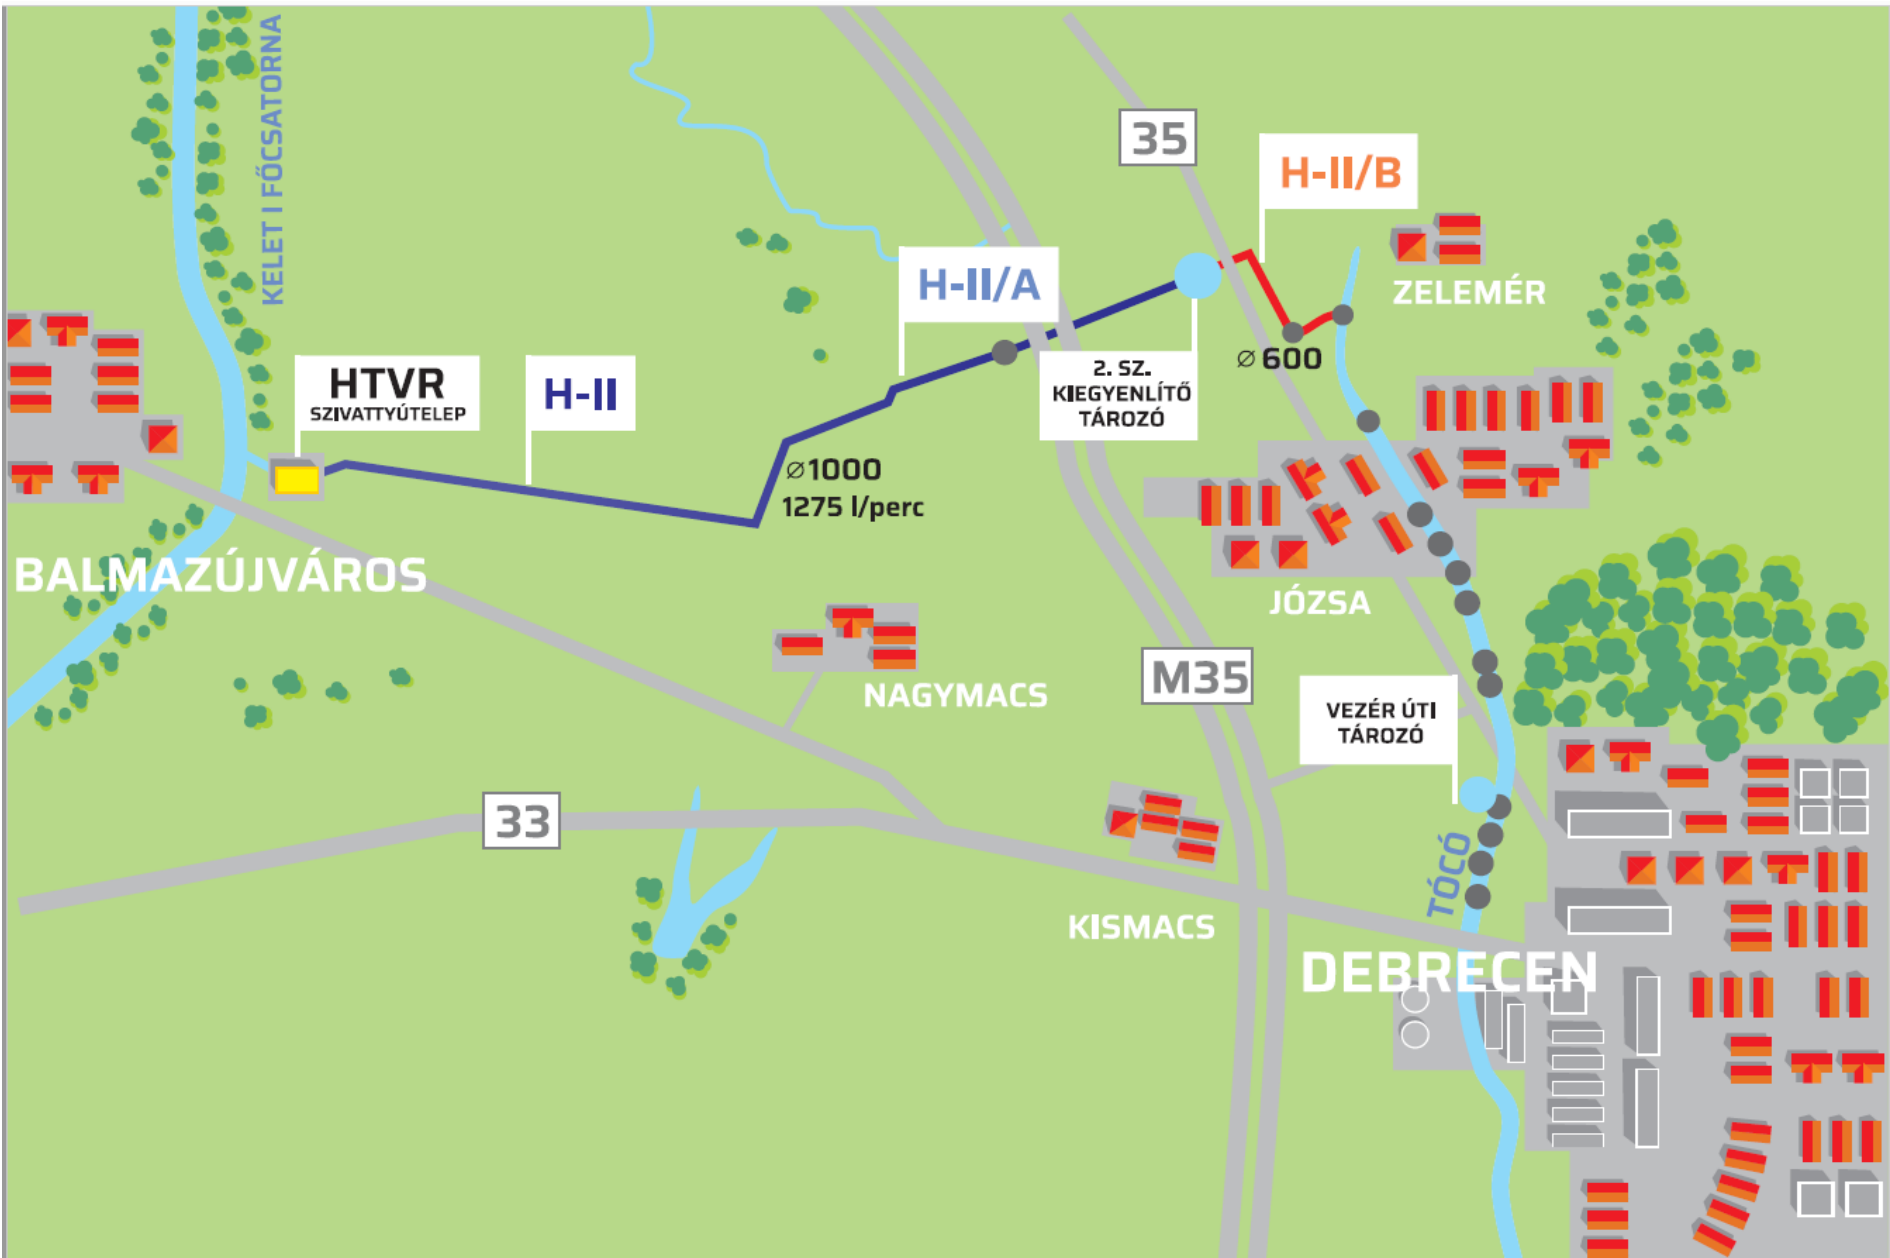 KELET I FŐCSATORNA
35
H-II/B
ZELEMÉR
H-II/A
2. SZ.
KIEGYENLÍTŐ
TÁROZÓ
⌀ 600
HTVR
SZIVATTYÚTELEP
H-II
⌀1000
1275 l/perc
BALMAZÚJVÁROS
JÓZSA
NAGYMACS
M35
VEZÉR ÚTI
TÁROZÓ
33
TÓCÓ
KISMACS
DEBRECEN